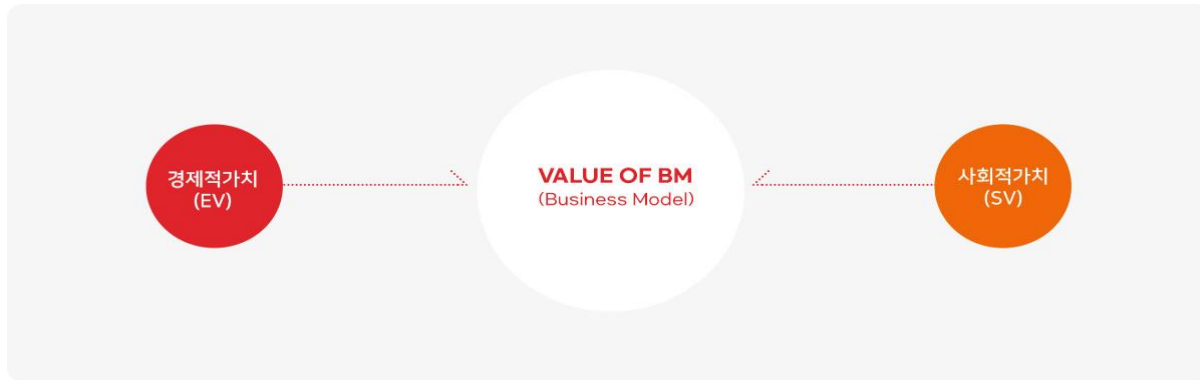 경제적가치
(EV)
VALUE OF BM
(Business Model)
사회적가치
(SV)